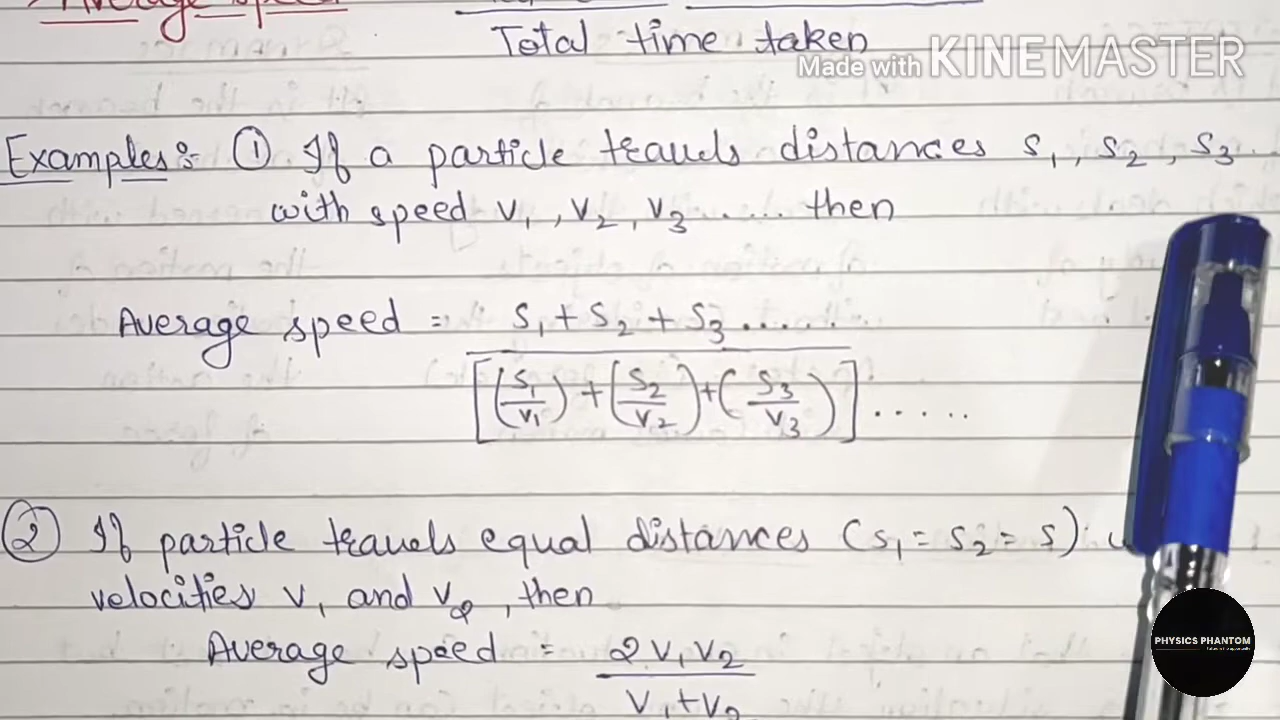 Average speed
Total time taken
Made with KINEMASTER
Examples :- ① If a particle travels distances s₁, s₂, s₃..
with speed v₁, v₂, v₃ ...... then
Average speed = s₁ + s₂ + s₃......
[(s₁/v₁) + (s₂/v₂) + (s₃/v₃)] .....
② If particle travels equal distances (s₁ = s₂ = s)
velocities v₁ and v₂, then
Average speed = 2v₁v₂
v₁+v₂
PHYSICS PHANTOM